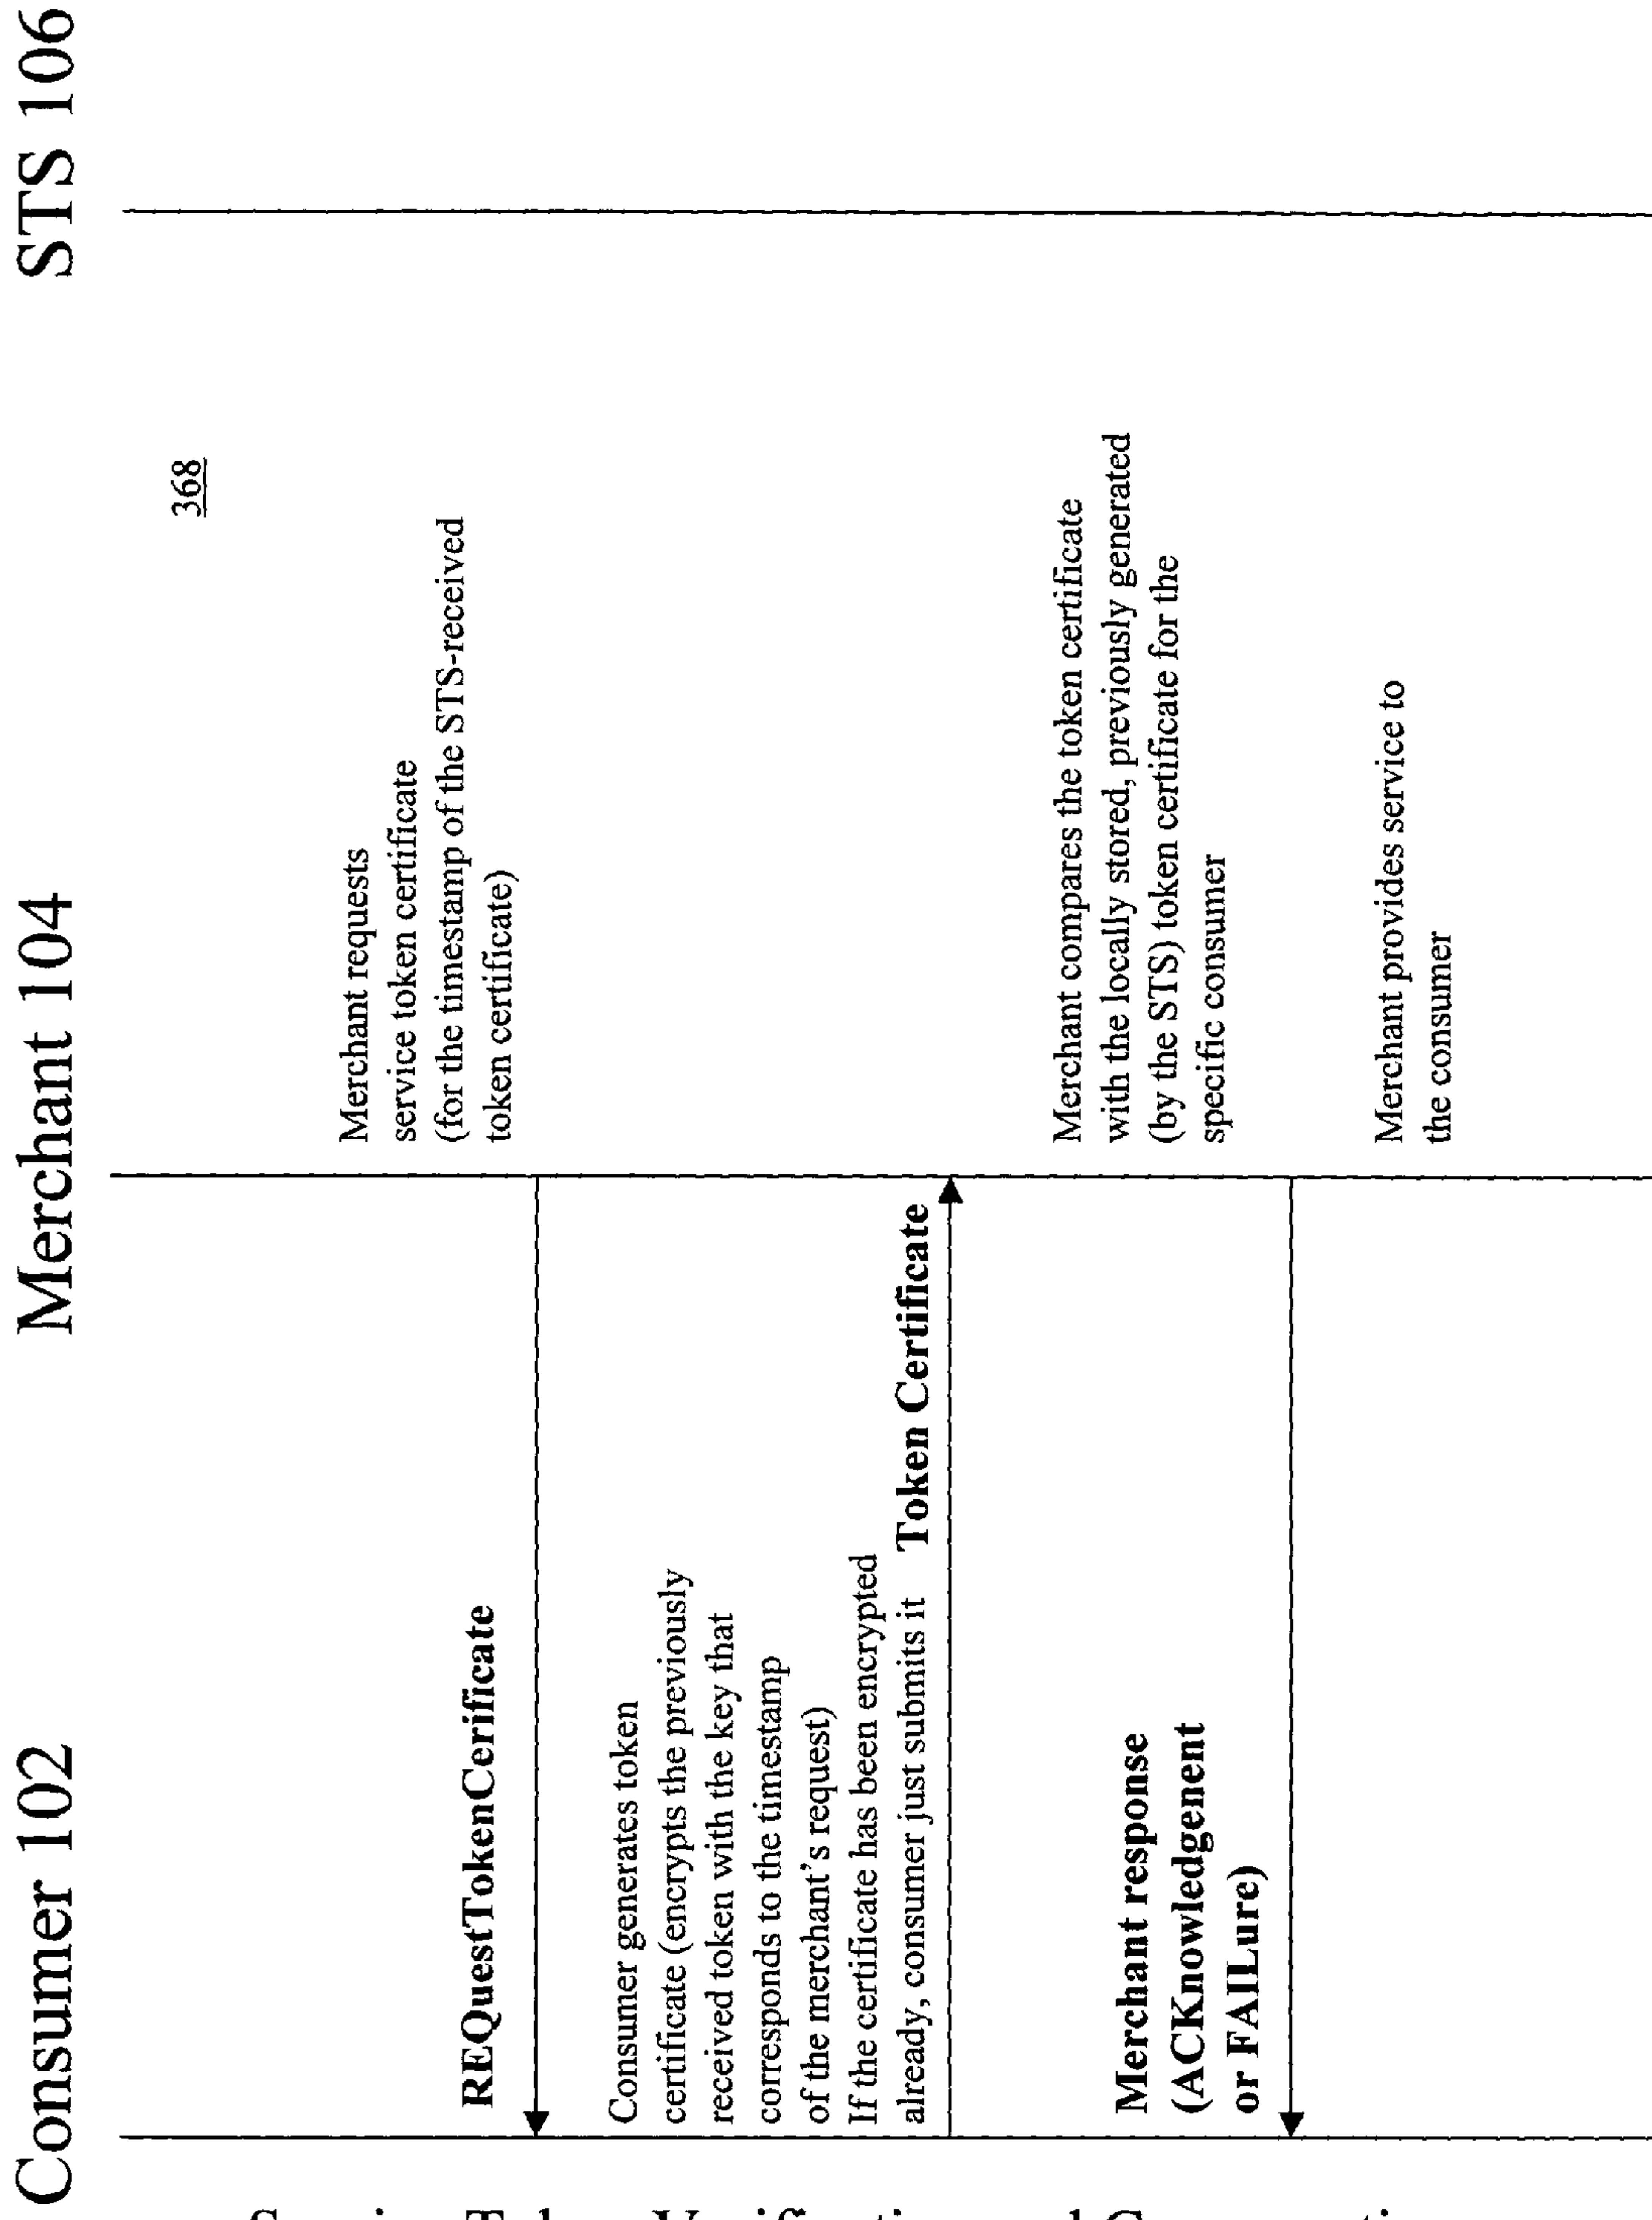 Consumer 102 Merchant 104 STS 106
368
Merchant requests
service token certificate
(for the timestamp of the STS-received
token certificate)
REQuestTokenCerificate
Consumer generates token
certificate (encrypts the previously
received token with the key that
corresponds to the timestamp
of the merchant's request)
If the certificate has been encrypted
already, consumer just submits it
Token Certificate
Merchant compares the token certificate
with the locally stored, previously generated
(by the STS) token certificate for the
specific consumer
Merchant response
(ACKnowledgenent
or FAILure)
Merchant provides service to
the consumer